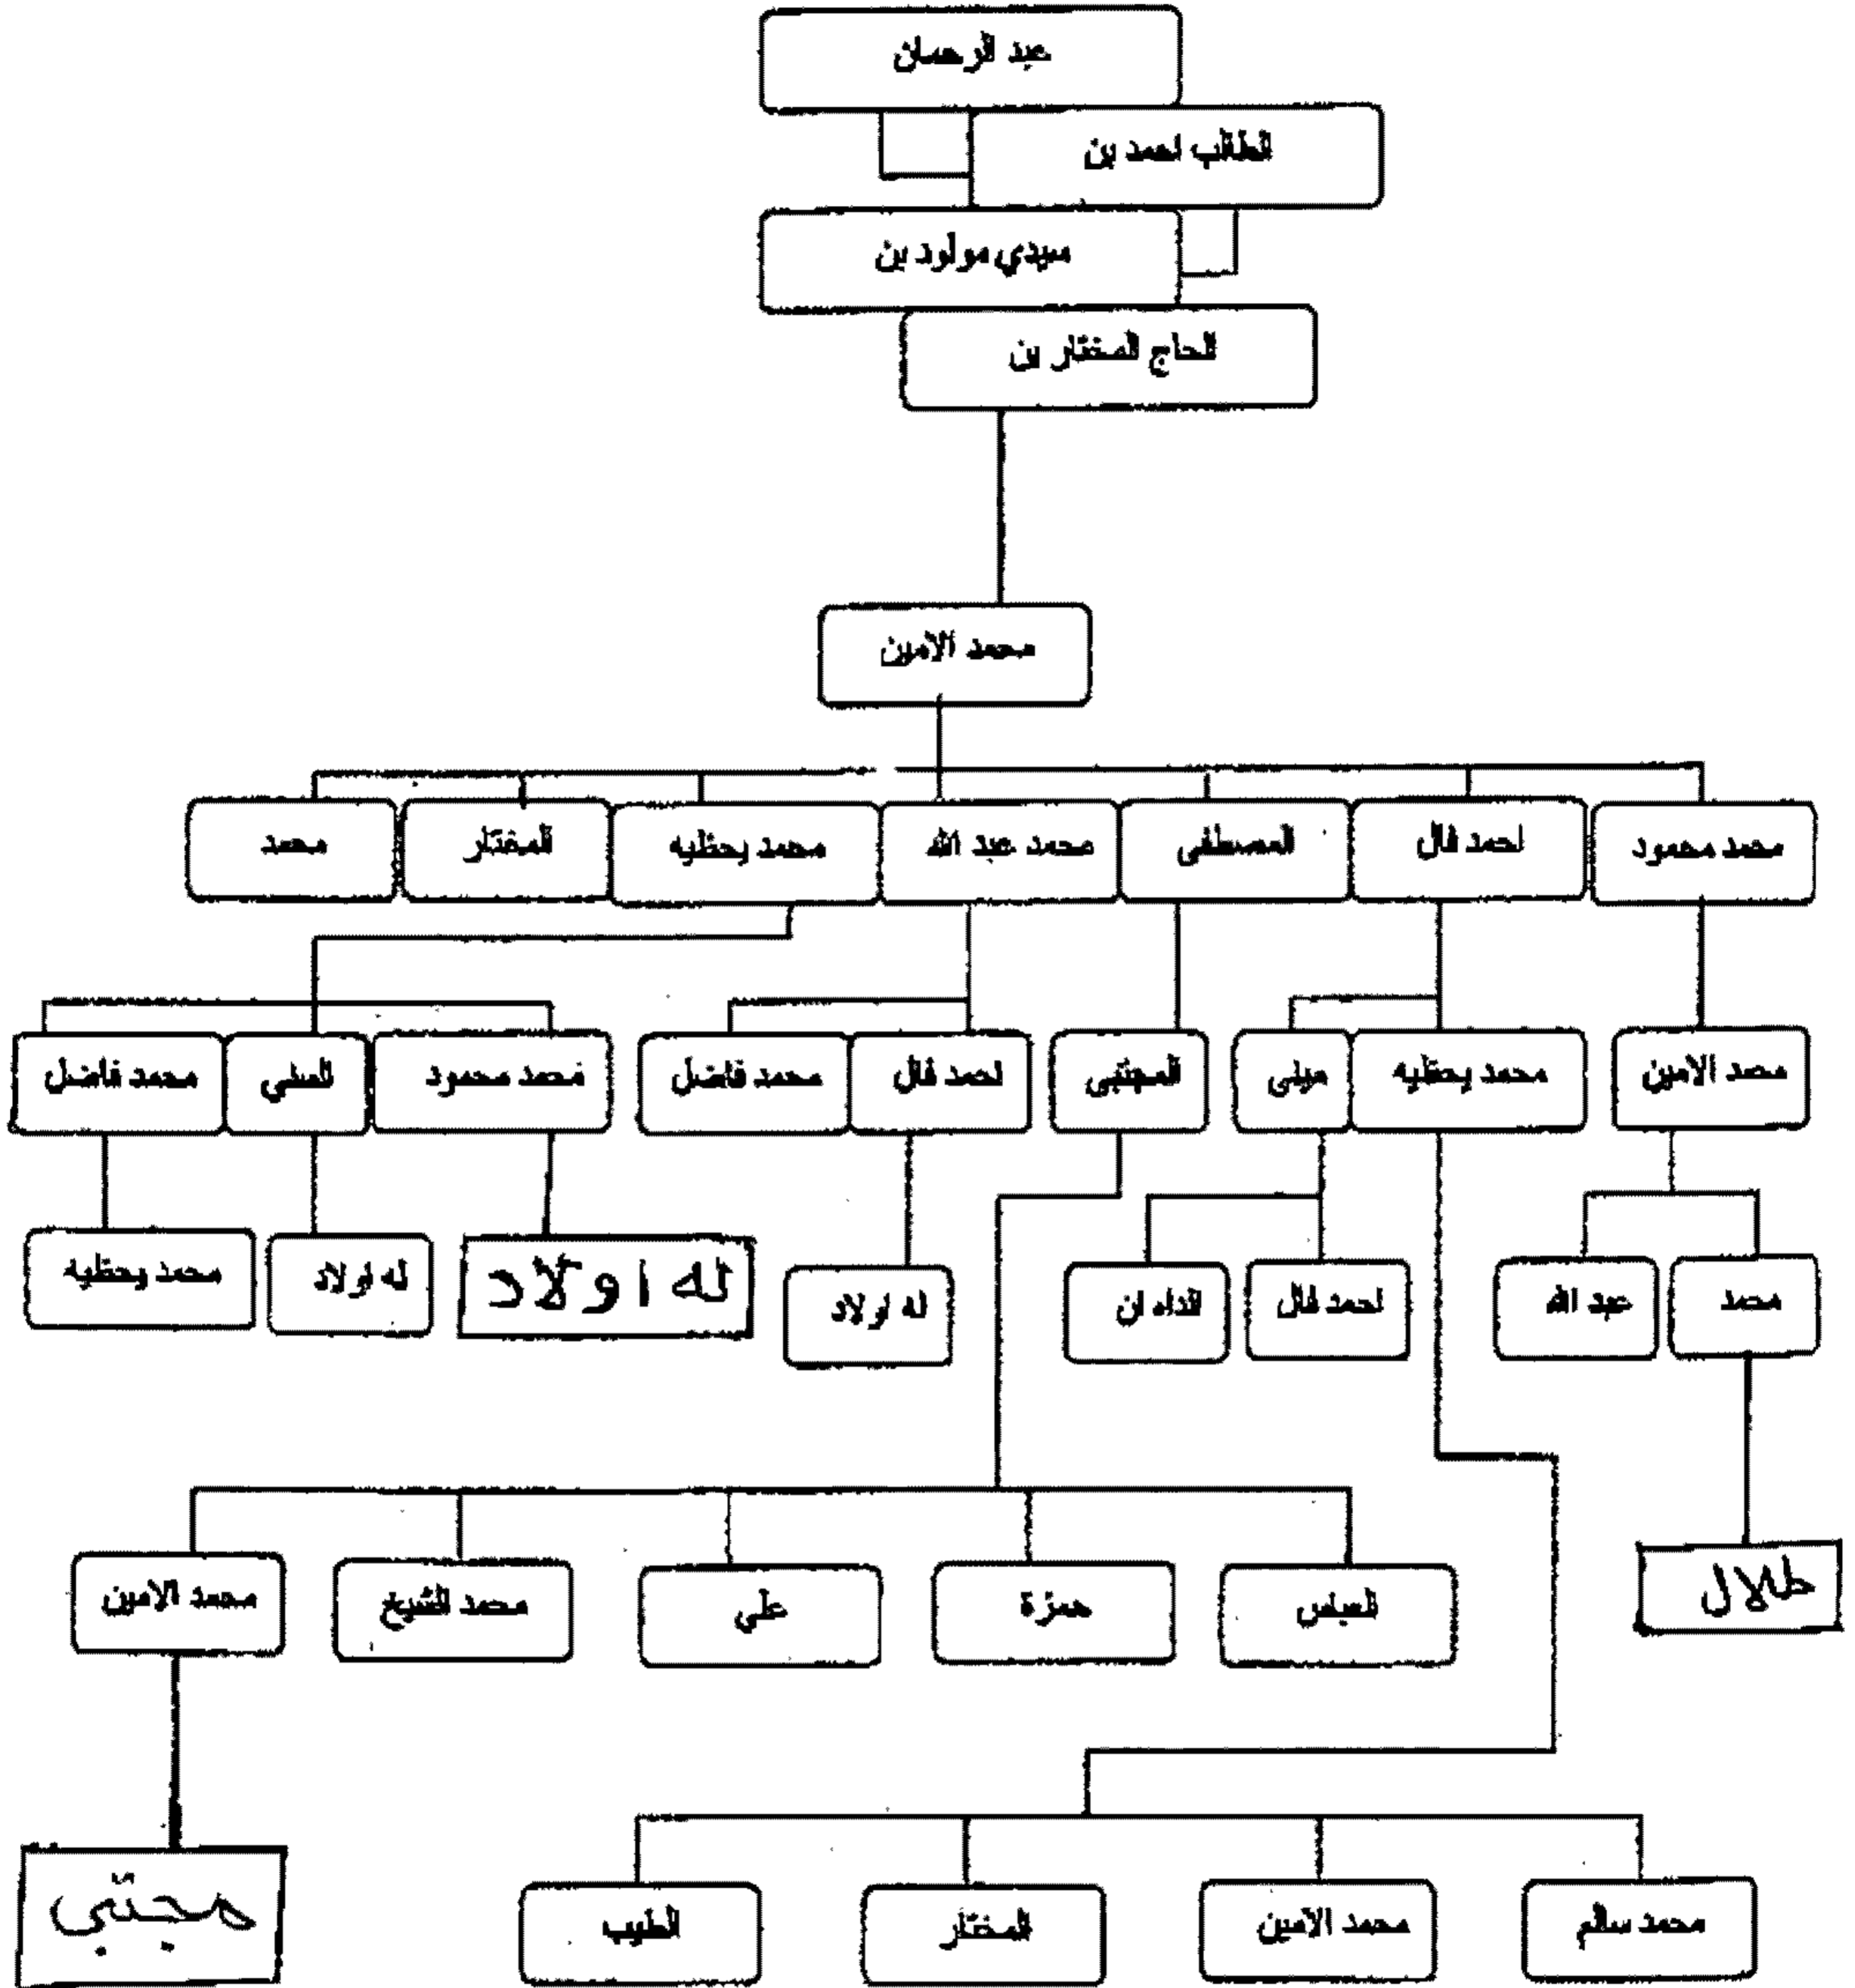 عبد الرحمان
الطالب احمد بن
سيدي مولود بن
الحاج المختار بن
محمد الامين
محمد محمود
احمد فال
المصطفى
محمد عبد الله
محمد يحظيه
المختار
محمد
محمد الامين
محمد يحظيه
ميني
المجتبى
احمد فال
محمد فاضل
محمد محمود
محمد فاضل
محمد
عبد الله
احمد فال
له اولاد
له اولاد
له اولاد
محمد يحظيه
طلال
العباس
حمزة
علي
محمد الشيخ
محمد الامين
محمد سالم
محمد الامين
المختار
الطيب
مجتبى